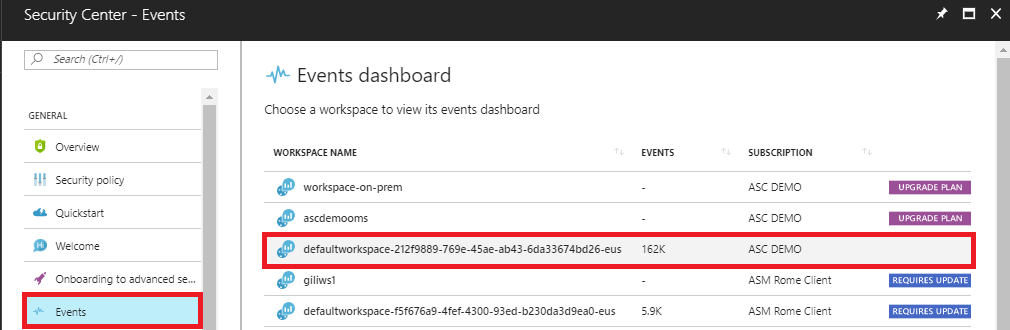 Security Center - Events
Search (Ctrl+/)
GENERAL
Overview
Security policy
Quickstart
Welcome
Onboarding to advanced se...
Events
Events dashboard
Choose a workspace to view its events dashboard
WORKSPACE NAME EVENTS SUBSCRIPTION
workspace-on-prem - ASC DEMO UPGRADE PLAN
ascdemooms - ASC DEMO UPGRADE PLAN
defaultworkspace-212f9889-769e-45ae-ab43-6da33674bd26-eus 162K ASC DEMO
giliws1 - ASM Rome Client REQUIRES UPDATE
defaultworkspace-f5f676a9-4fef-4300-93ed-b230da3d9ea0-eus 5.9K ASM Rome Client REQUIRES UPDATE